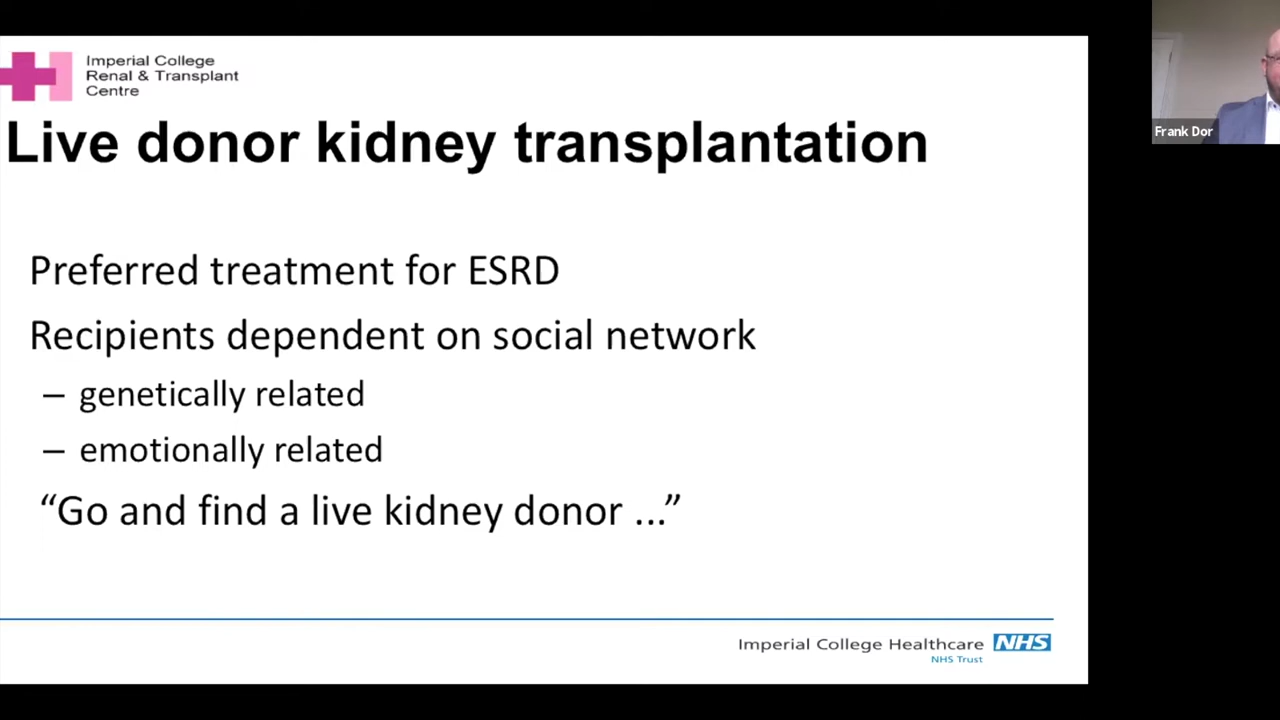 Imperial College
Renal & Transplant
Centre
Live donor kidney transplantation
Preferred treatment for ESRD
Recipients dependent on social network
– genetically related
– emotionally related
“Go and find a live kidney donor ...”
Imperial College Healthcare NHS
NHS Trust
Frank Dor